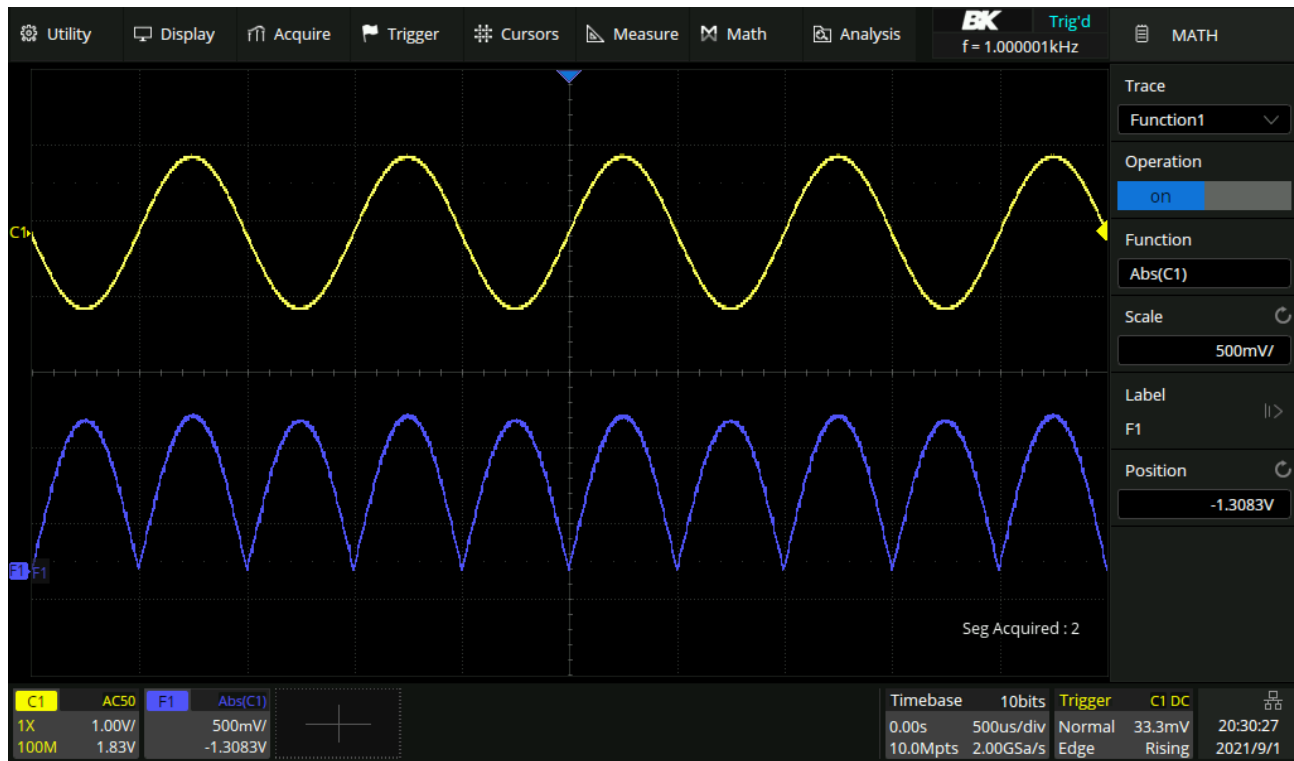 Utility Display Acquire Trigger Cursors Measure Math Analysis BK Trig'd MATH
f = 1.000001kHz
Trace
Function1
Operation
on
Function
Abs(C1)
Scale
500mV/
Label
F1
Position
-1.3083V
C1
F1 F1
Seg Acquired : 2
C1 AC50 F1 Abs(C1) Timebase 10bits Trigger C1 DC
1X 1.00V/ 500mV/ 0.00s 500us/div Normal 33.3mV 20:30:27
100M 1.83V -1.3083V 10.0Mpts 2.00GSa/s Edge Rising 2021/9/1